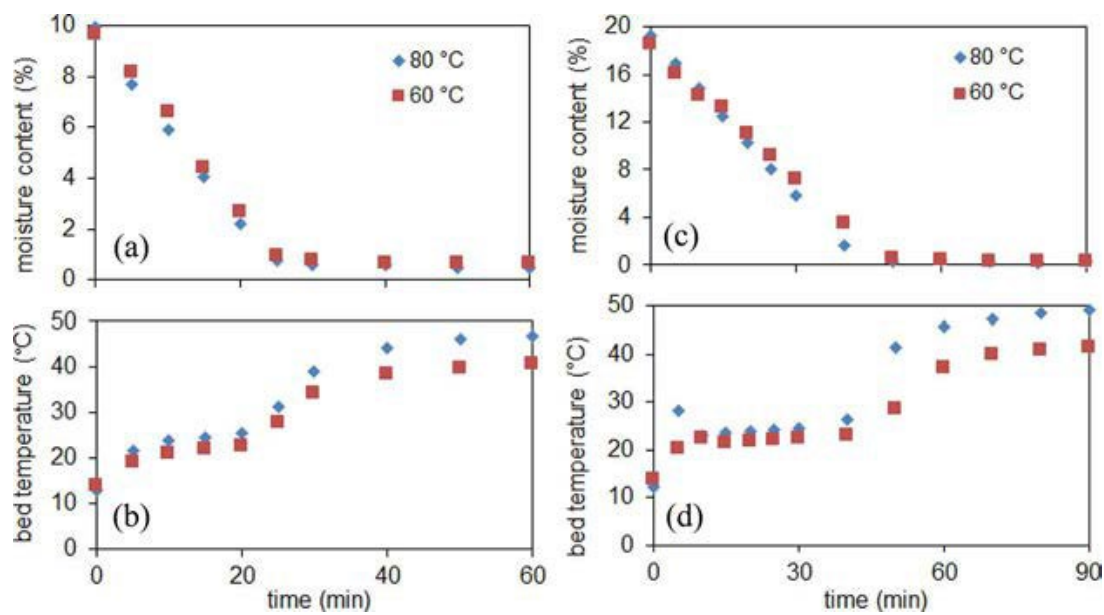 moisture content (%)
10
8
6
4
2
0
80 °C
60 °C
(a)
bed temperature (°C)
50
40
30
20
10
0
(b)
0
20
40
60
time (min)
moisture content (%)
20
16
12
8
4
0
80 °C
60 °C
(c)
bed temperature (°C)
50
40
30
20
10
0
(d)
0
30
60
90
time (min)